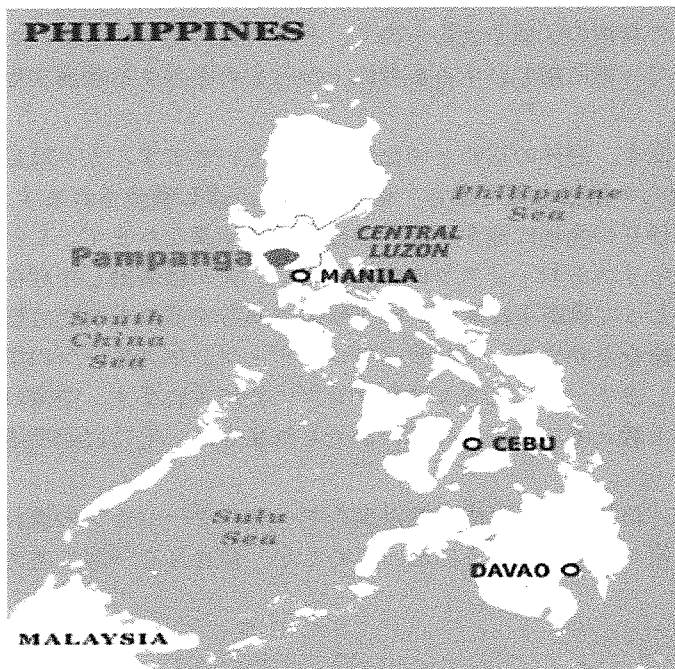 PHILIPPINES
Philippine
Sea
CENTRAL
LUZON
Pampanga
MANILA
South
China
Sea
CEBU
Sulu
Sea
DAVAO
MALAYSIA